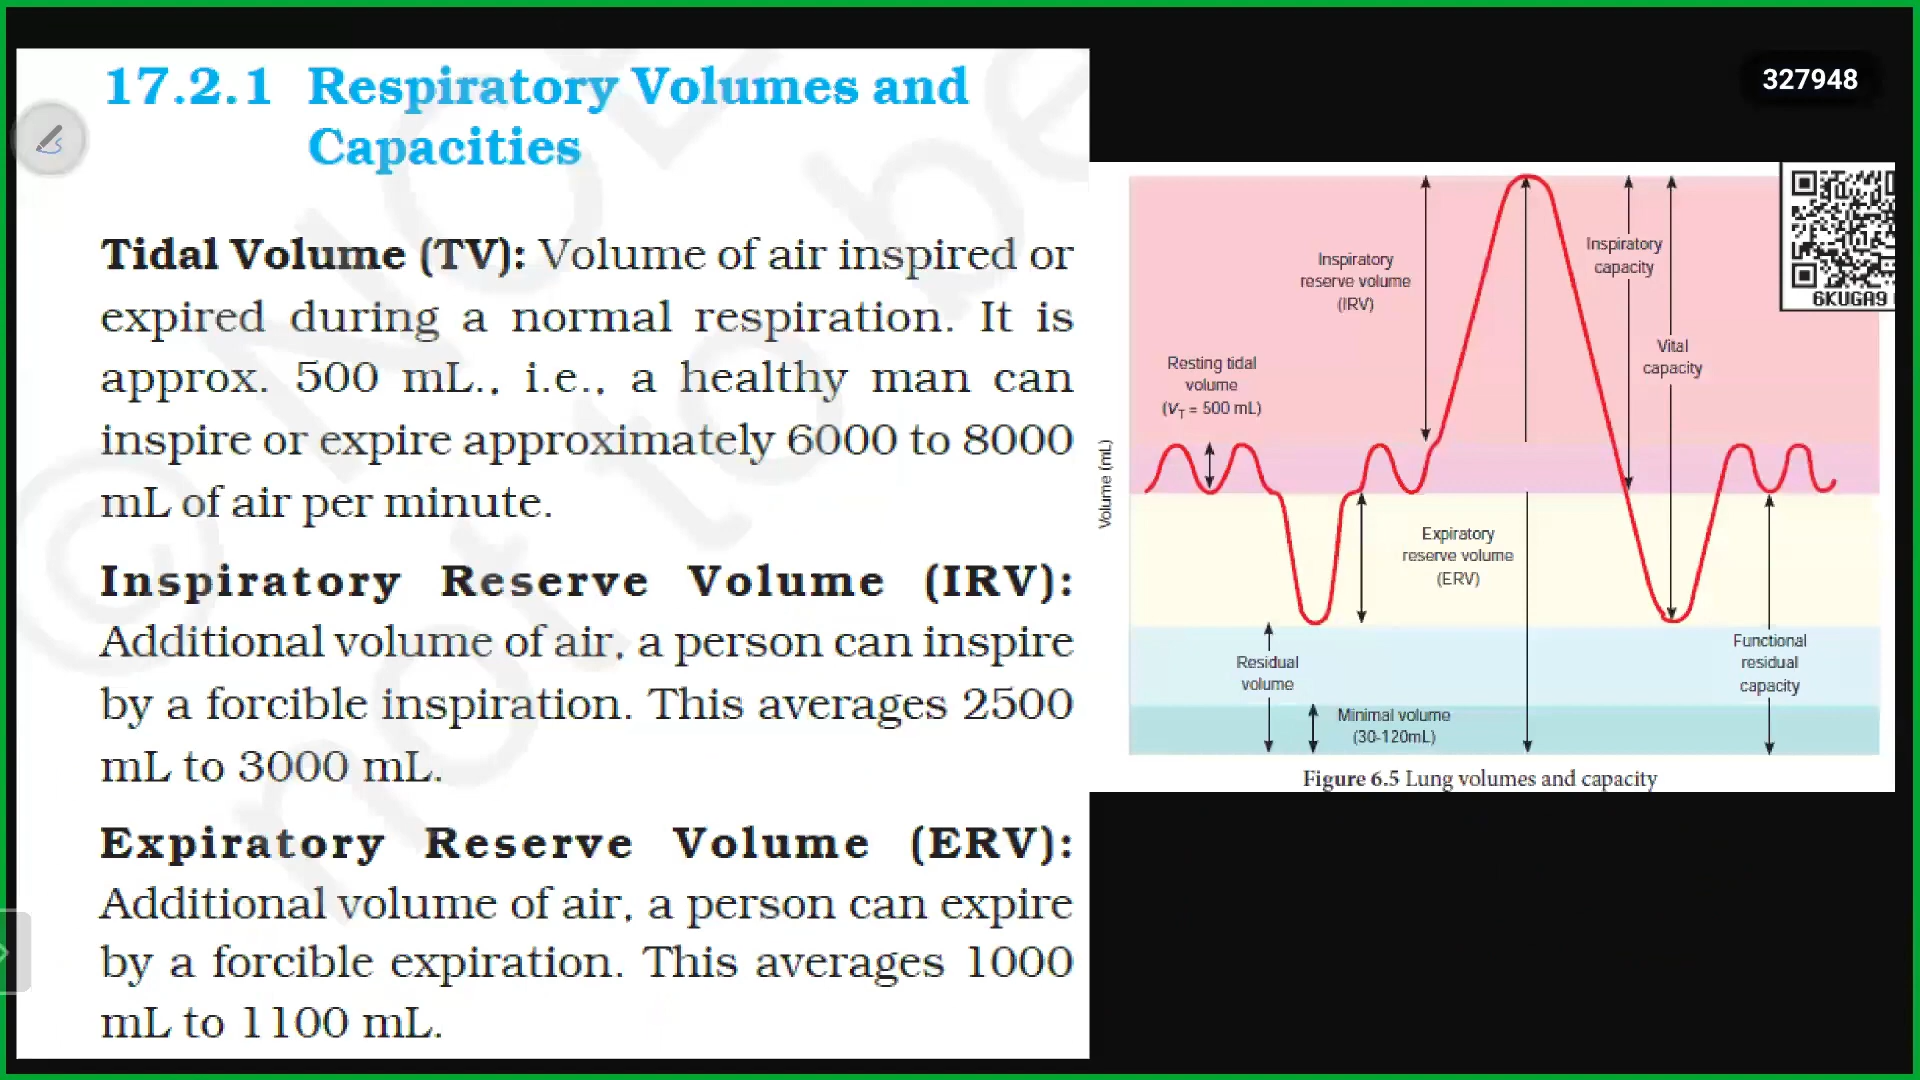 17.2.1 Respiratory Volumes and
Capacities
Tidal Volume (TV): Volume of air inspired or
expired during a normal respiration. It is
approx. 500 mL., i.e., a healthy man can
inspire or expire approximately 6000 to 8000
mL of air per minute.
Inspiratory Reserve Volume (IRV):
Additional volume of air, a person can inspire
by a forcible inspiration. This averages 2500
mL to 3000 mL.
Expiratory Reserve Volume (ERV):
Additional volume of air, a person can expire
by a forcible expiration. This averages 1000
mL to 1100 mL.
not to be
327948
6KUGA9
Volume (mL)
Resting tidal
volume
(VT = 500 mL)
Inspiratory
reserve volume
(IRV)
Inspiratory
capacity
Vital
capacity
Expiratory
reserve volume
(ERV)
Residual
volume
Minimal volume
(30-120mL)
Functional
residual
capacity
Figure 6.5 Lung volumes and capacity